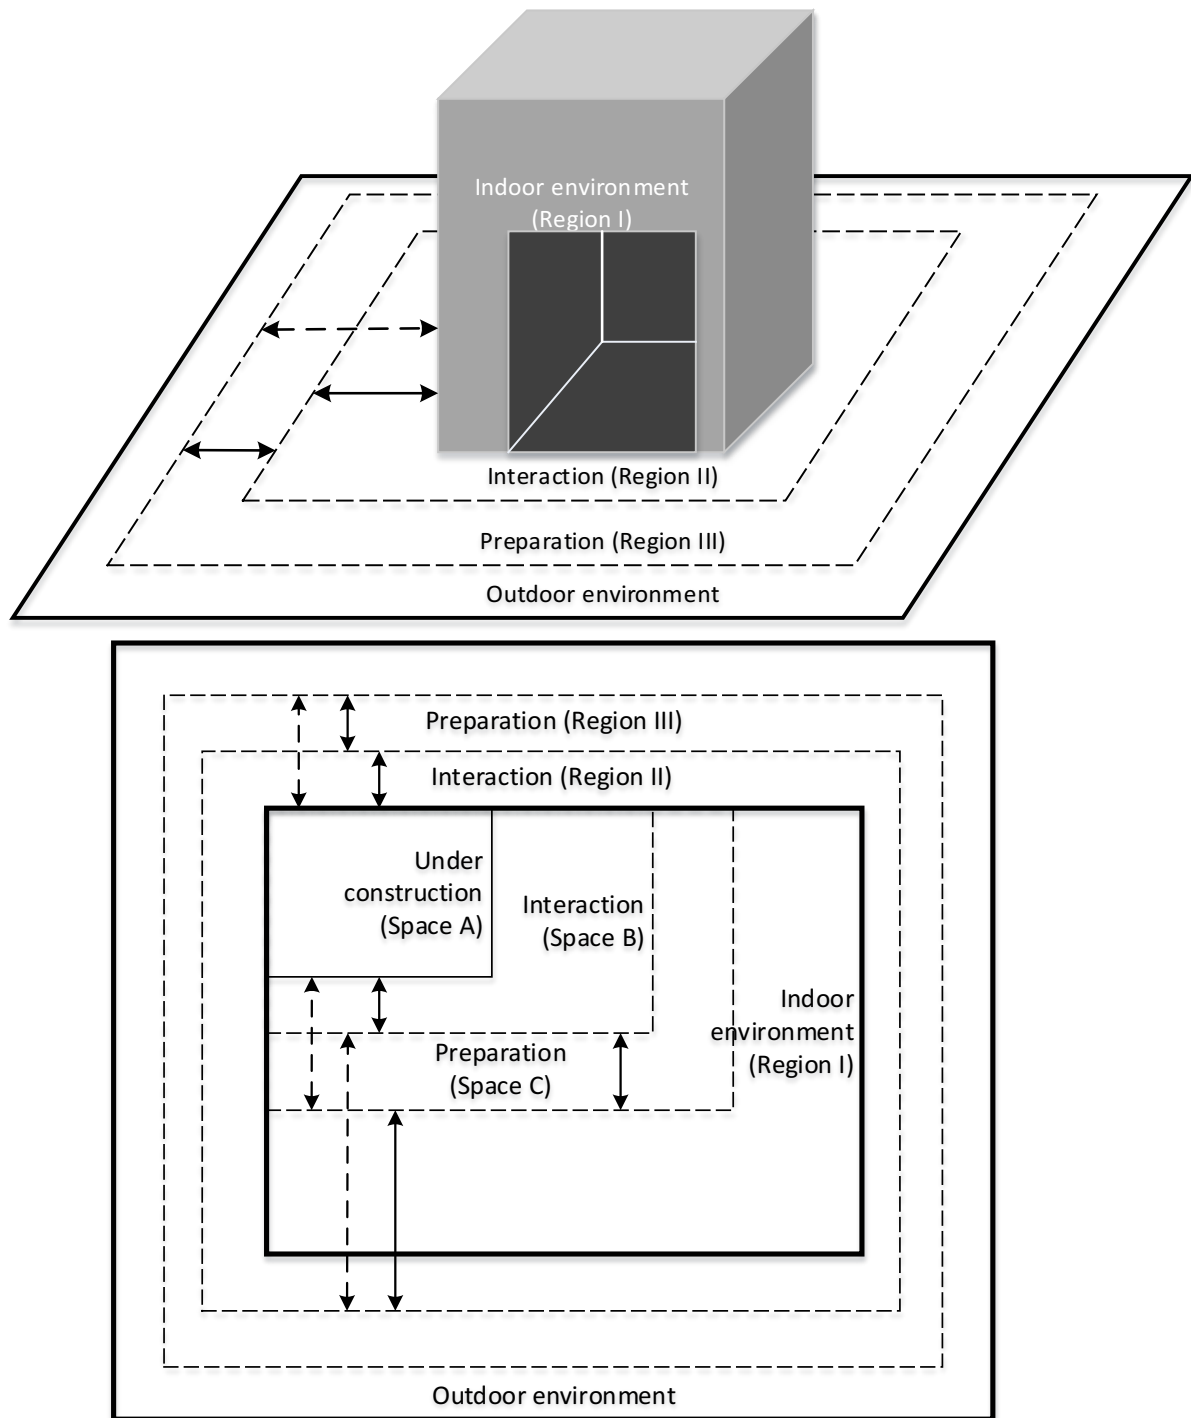 Indoor environment
(Region I)
Interaction (Region II)
Preparation (Region III)
Outdoor environment
Preparation (Region III)
Interaction (Region II)
Under
construction
(Space A)
Interaction
(Space B)
Indoor
environment
(Region I)
Preparation
(Space C)
Outdoor environment